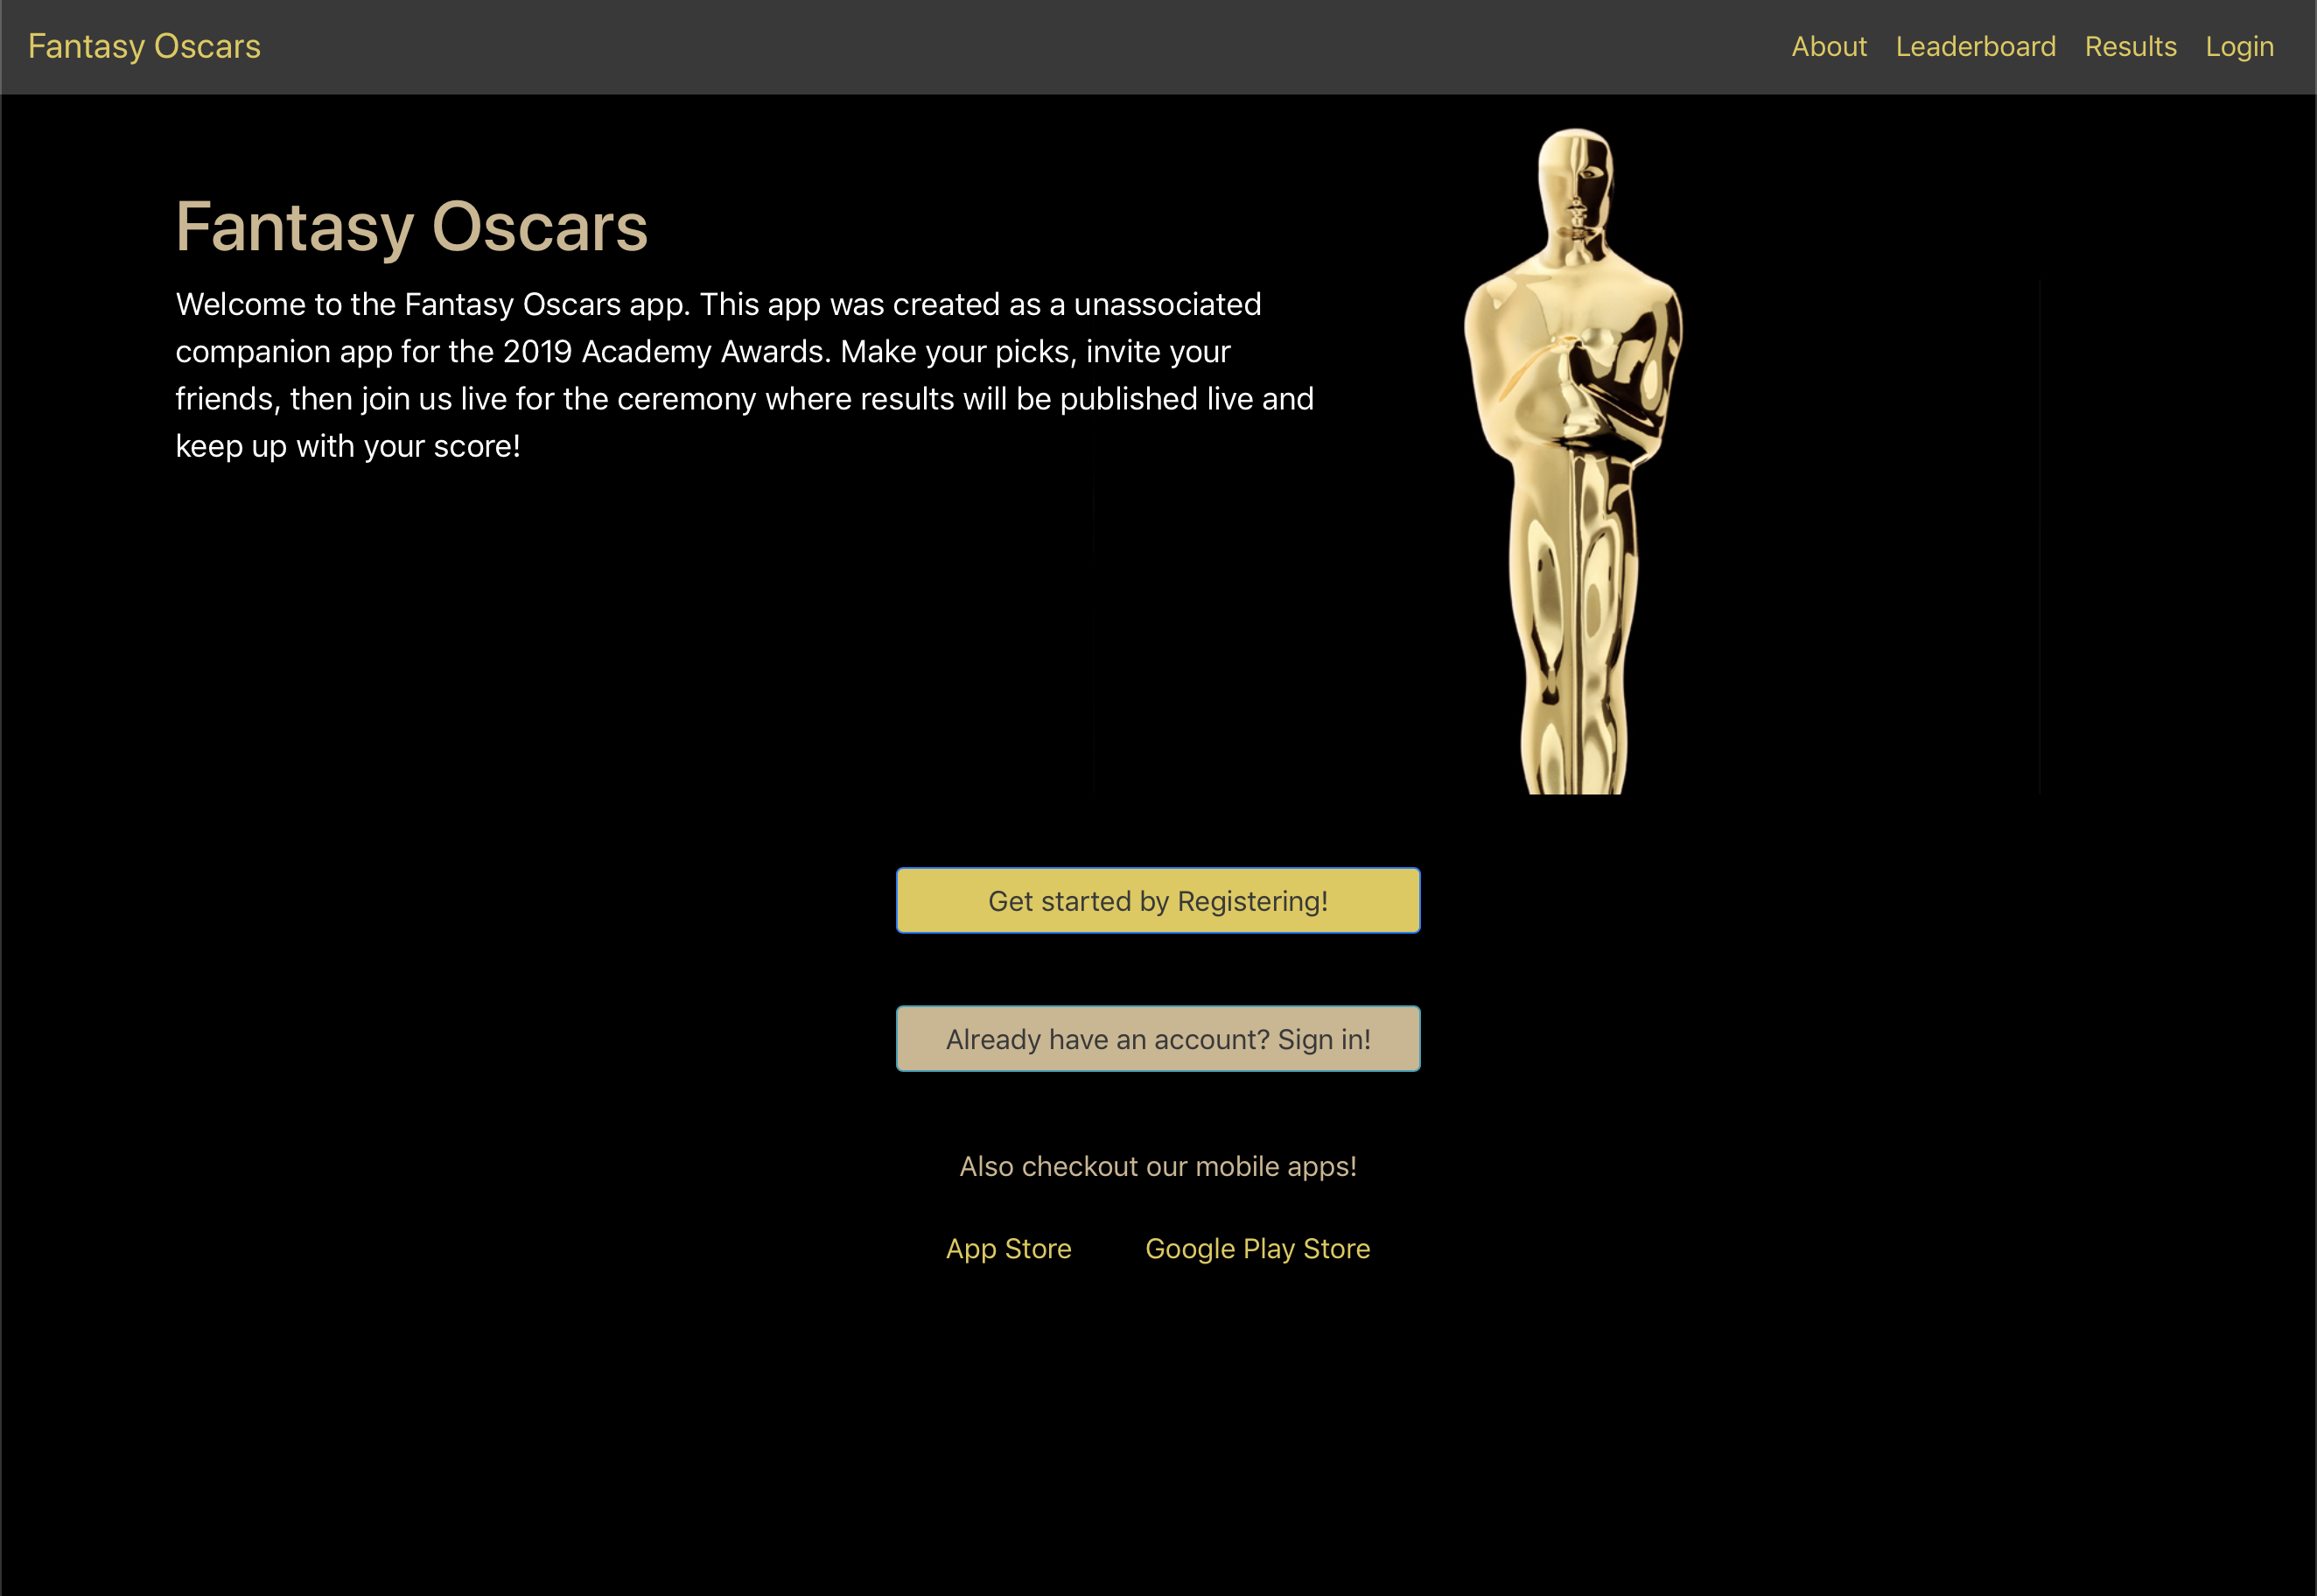 Fantasy Oscars
About Leaderboard Results Login
Fantasy Oscars
Welcome to the Fantasy Oscars app. This app was created as a unassociated
companion app for the 2019 Academy Awards. Make your picks, invite your
friends, then join us live for the ceremony where results will be published live and
keep up with your score!
Get started by Registering!
Already have an account? Sign in!
Also checkout our mobile apps!
App Store Google Play Store